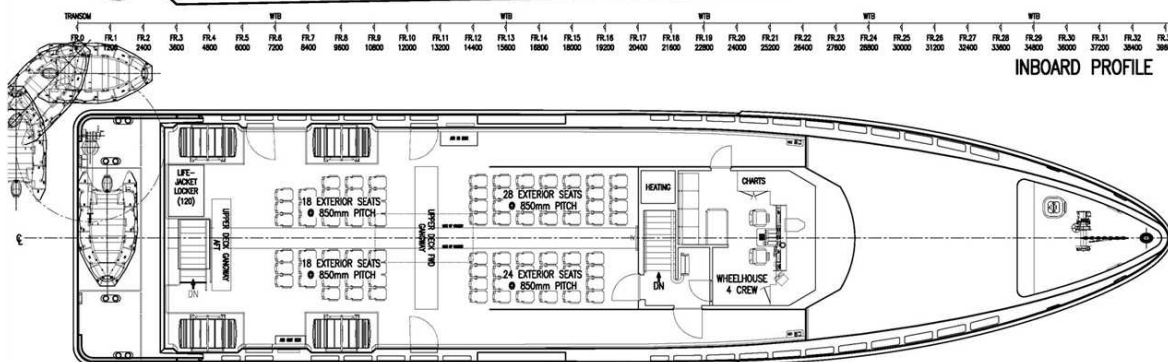 TRANSOM WTB WTB WTB WTB WTB
FR.0 FR.1 FR.2 FR.3 FR.4 FR.5 FR.6 FR.7 FR.8 FR.9 FR.10 FR.11 FR.12 FR.13 FR.14 FR.15 FR.16 FR.17 FR.18 FR.19 FR.20 FR.21 FR.22 FR.23 FR.24 FR.25 FR.26 FR.27 FR.28 FR.29 FR.30 FR.31 FR.32
1200 2400 3600 4800 6000 7200 8400 9600 10800 12000 13200 14400 15600 16800 18000 19200 20400 21600 22800 24000 25200 26400 27600 28800 30000 31200 32400 33600 34800 36000 37200 38400
INBOARD PROFILE
LIFE-
JACKET
LOCKER
(120)
UPPER DECK GANGWAY
AFT
DN
18 EXTERIOR SEATS
@ 850mm PITCH
18 EXTERIOR SEATS
@ 850mm PITCH
UPPER DECK FWD
GANGWAY
28 EXTERIOR SEATS
@ 850mm PITCH
24 EXTERIOR SEATS
@ 850mm PITCH
HEATING
DN
CHARTS
WHEELHOUSE
4 CREW